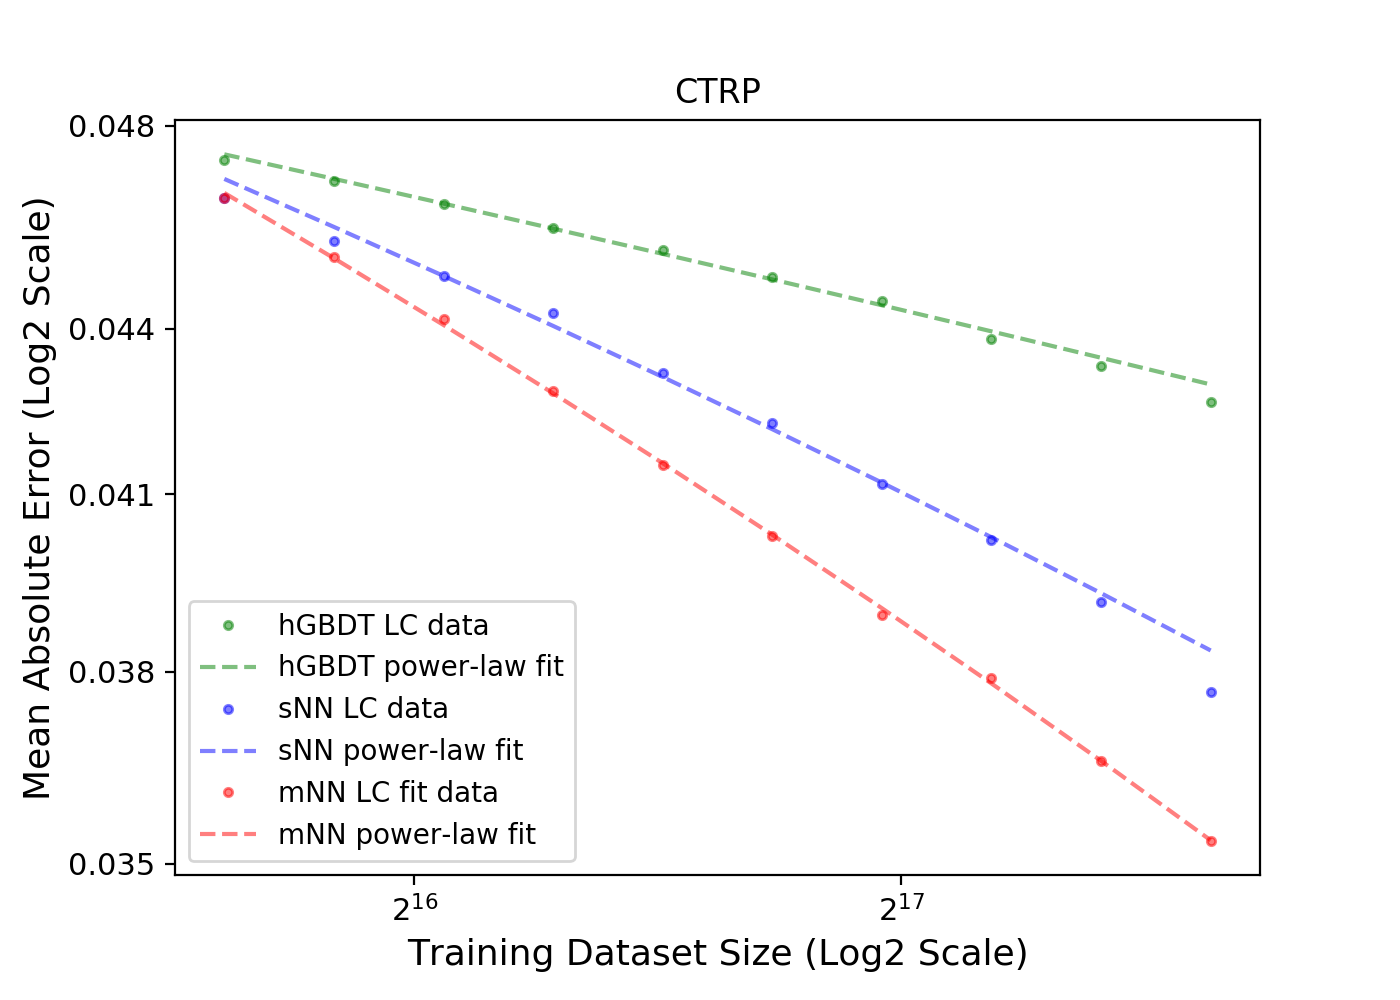 CTRP
Mean Absolute Error (Log2 Scale)
0.048
0.044
0.041
0.038
0.035
hGBDT LC data
hGBDT power-law fit
sNN LC data
sNN power-law fit
mNN LC fit data
mNN power-law fit
2^16 2^17
Training Dataset Size (Log2 Scale)